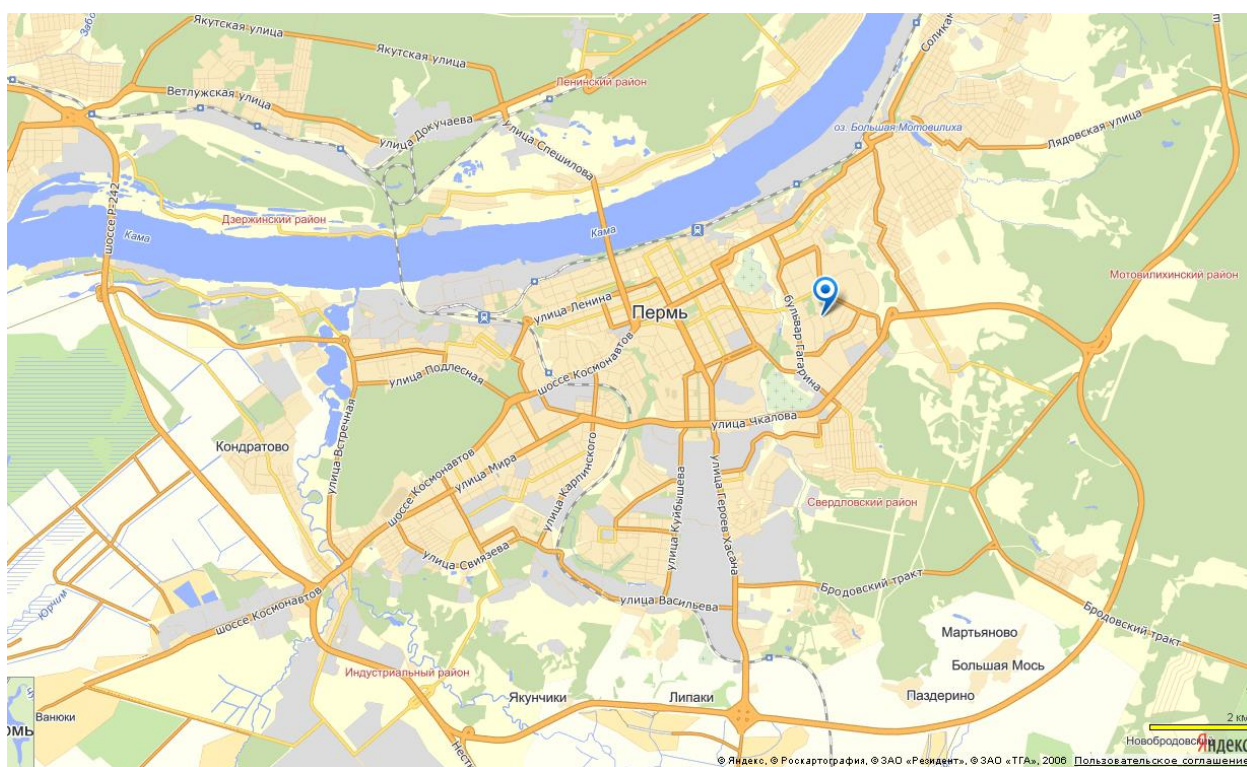 Якутская улица
Якутская улица
Ленинский район
Ветлужская улица
улица Докучаева
улица Спешилова
оз. Большая Мотовилиха
Лядовская улица
шоссе Р-242
Дзержинский район
Кама
Кама
Мотовилихинский район
улица Ленина
Пермь
бульвар Гагарина
шоссе Космонавтов
улица Подлесная
улица Чкалова
улица Встречная
Кондратово
шоссе Космонавтов
улица Мира
улица Карпинского
улица Куйбышева
улица Героев Хасана
Свердловский район
улица Свиязева
Бродовский тракт
улица Васильева
шоссе Космонавтов
Юрчим
Бродовский тракт
Мартьяново
Большая Мось
Индустриальный район
Якунчики
Липаки
Паздерино
Ванюки
2 км
Яндекс
© Яндекс, © Роскартография, © ЗАО «Резидент», © ЗАО «ТГА», 2006 Пользовательское соглашение